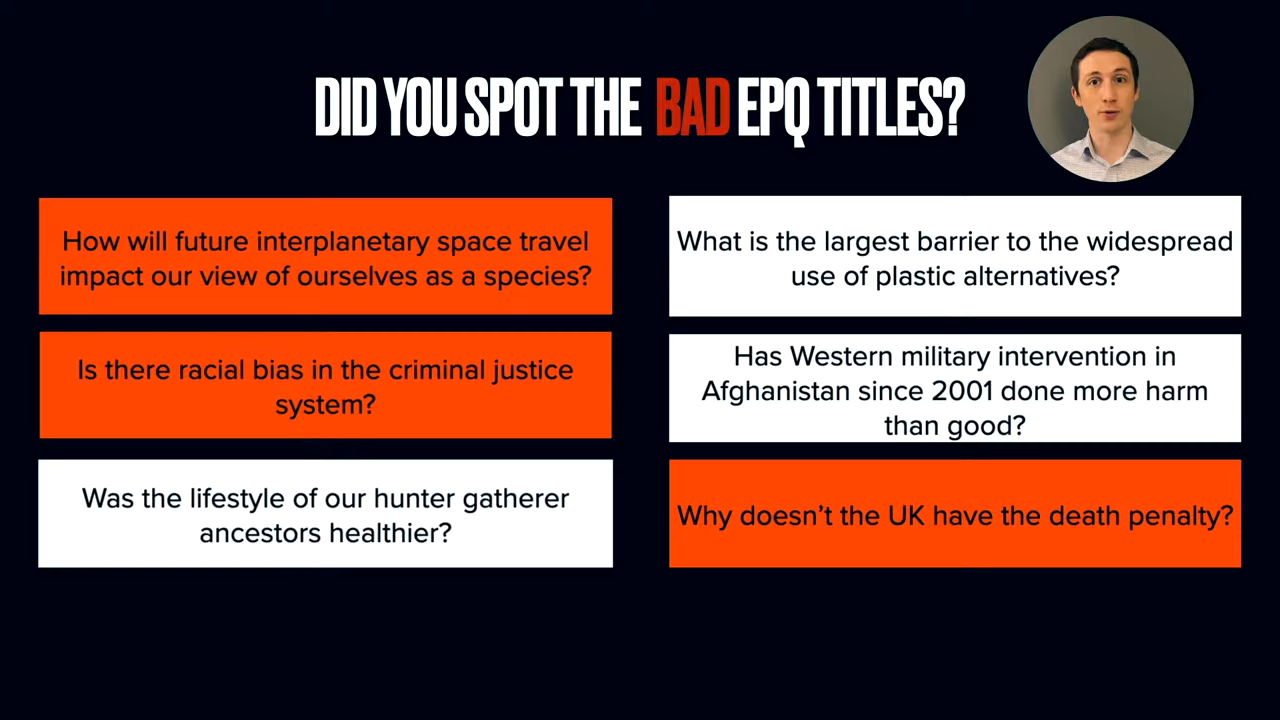 DID YOU SPOT THE BAD EPQ TITLES?
How will future interplanetary space travel
impact our view of ourselves as a species?
What is the largest barrier to the widespread
use of plastic alternatives?
Is there racial bias in the criminal justice
system?
Has Western military intervention in
Afghanistan since 2001 done more harm
than good?
Was the lifestyle of our hunter gatherer
ancestors healthier?
Why doesn’t the UK have the death penalty?